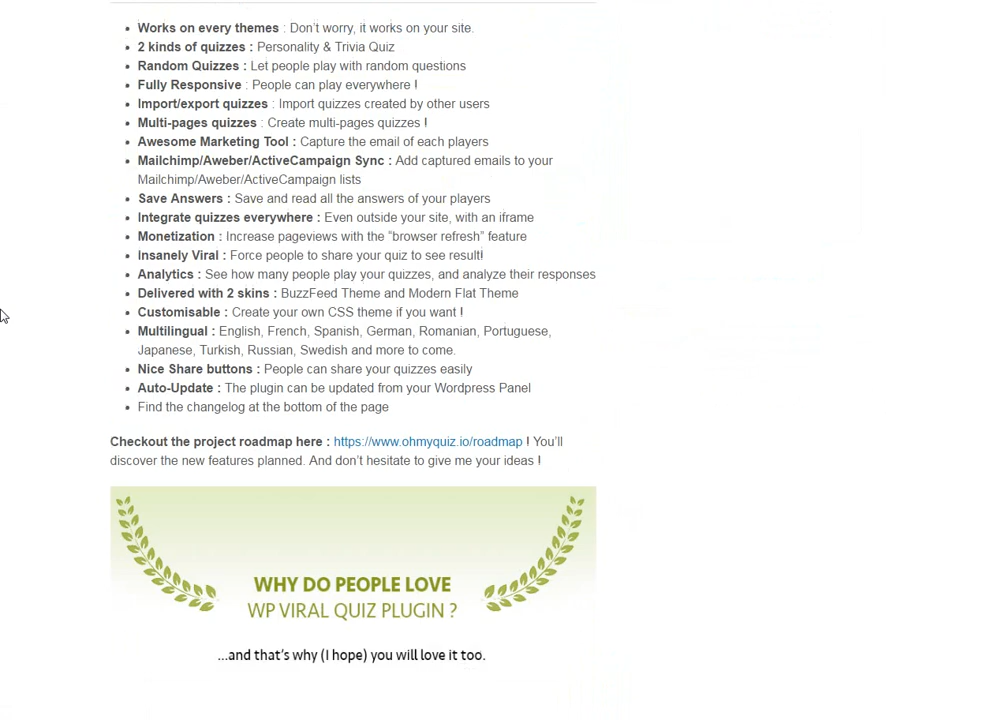 Works on every themes : Don't worry, it works on your site.
2 kinds of quizzes : Personality & Trivia Quiz
Random Quizzes : Let people play with random questions
Fully Responsive : People can play everywhere !
Import/export quizzes : Import quizzes created by other users
Multi-pages quizzes : Create multi-pages quizzes !
Awesome Marketing Tool : Capture the email of each players
Mailchimp/Aweber/ActiveCampaign Sync : Add captured emails to your
Mailchimp/Aweber/ActiveCampaign lists
Save Answers : Save and read all the answers of your players
Integrate quizzes everywhere : Even outside your site, with an iframe
Monetization : Increase pageviews with the “browser refresh” feature
Insanely Viral : Force people to share your quiz to see result!
Analytics : See how many people play your quizzes, and analyze their responses
Delivered with 2 skins : BuzzFeed Theme and Modern Flat Theme
Customisable : Create your own CSS theme if you want !
Multilingual : English, French, Spanish, German, Romanian, Portuguese,
Japanese, Turkish, Russian, Swedish and more to come.
Nice Share buttons : People can share your quizzes easily
Auto-Update : The plugin can be updated from your Wordpress Panel
Find the changelog at the bottom of the page
Checkout the project roadmap here : https://www.ohmyquiz.io/roadmap ! You'll
discover the new features planned. And don't hesitate to give me your ideas !
WHY DO PEOPLE LOVE
WP VIRAL QUIZ PLUGIN ?
...and that's why (I hope) you will love it too.